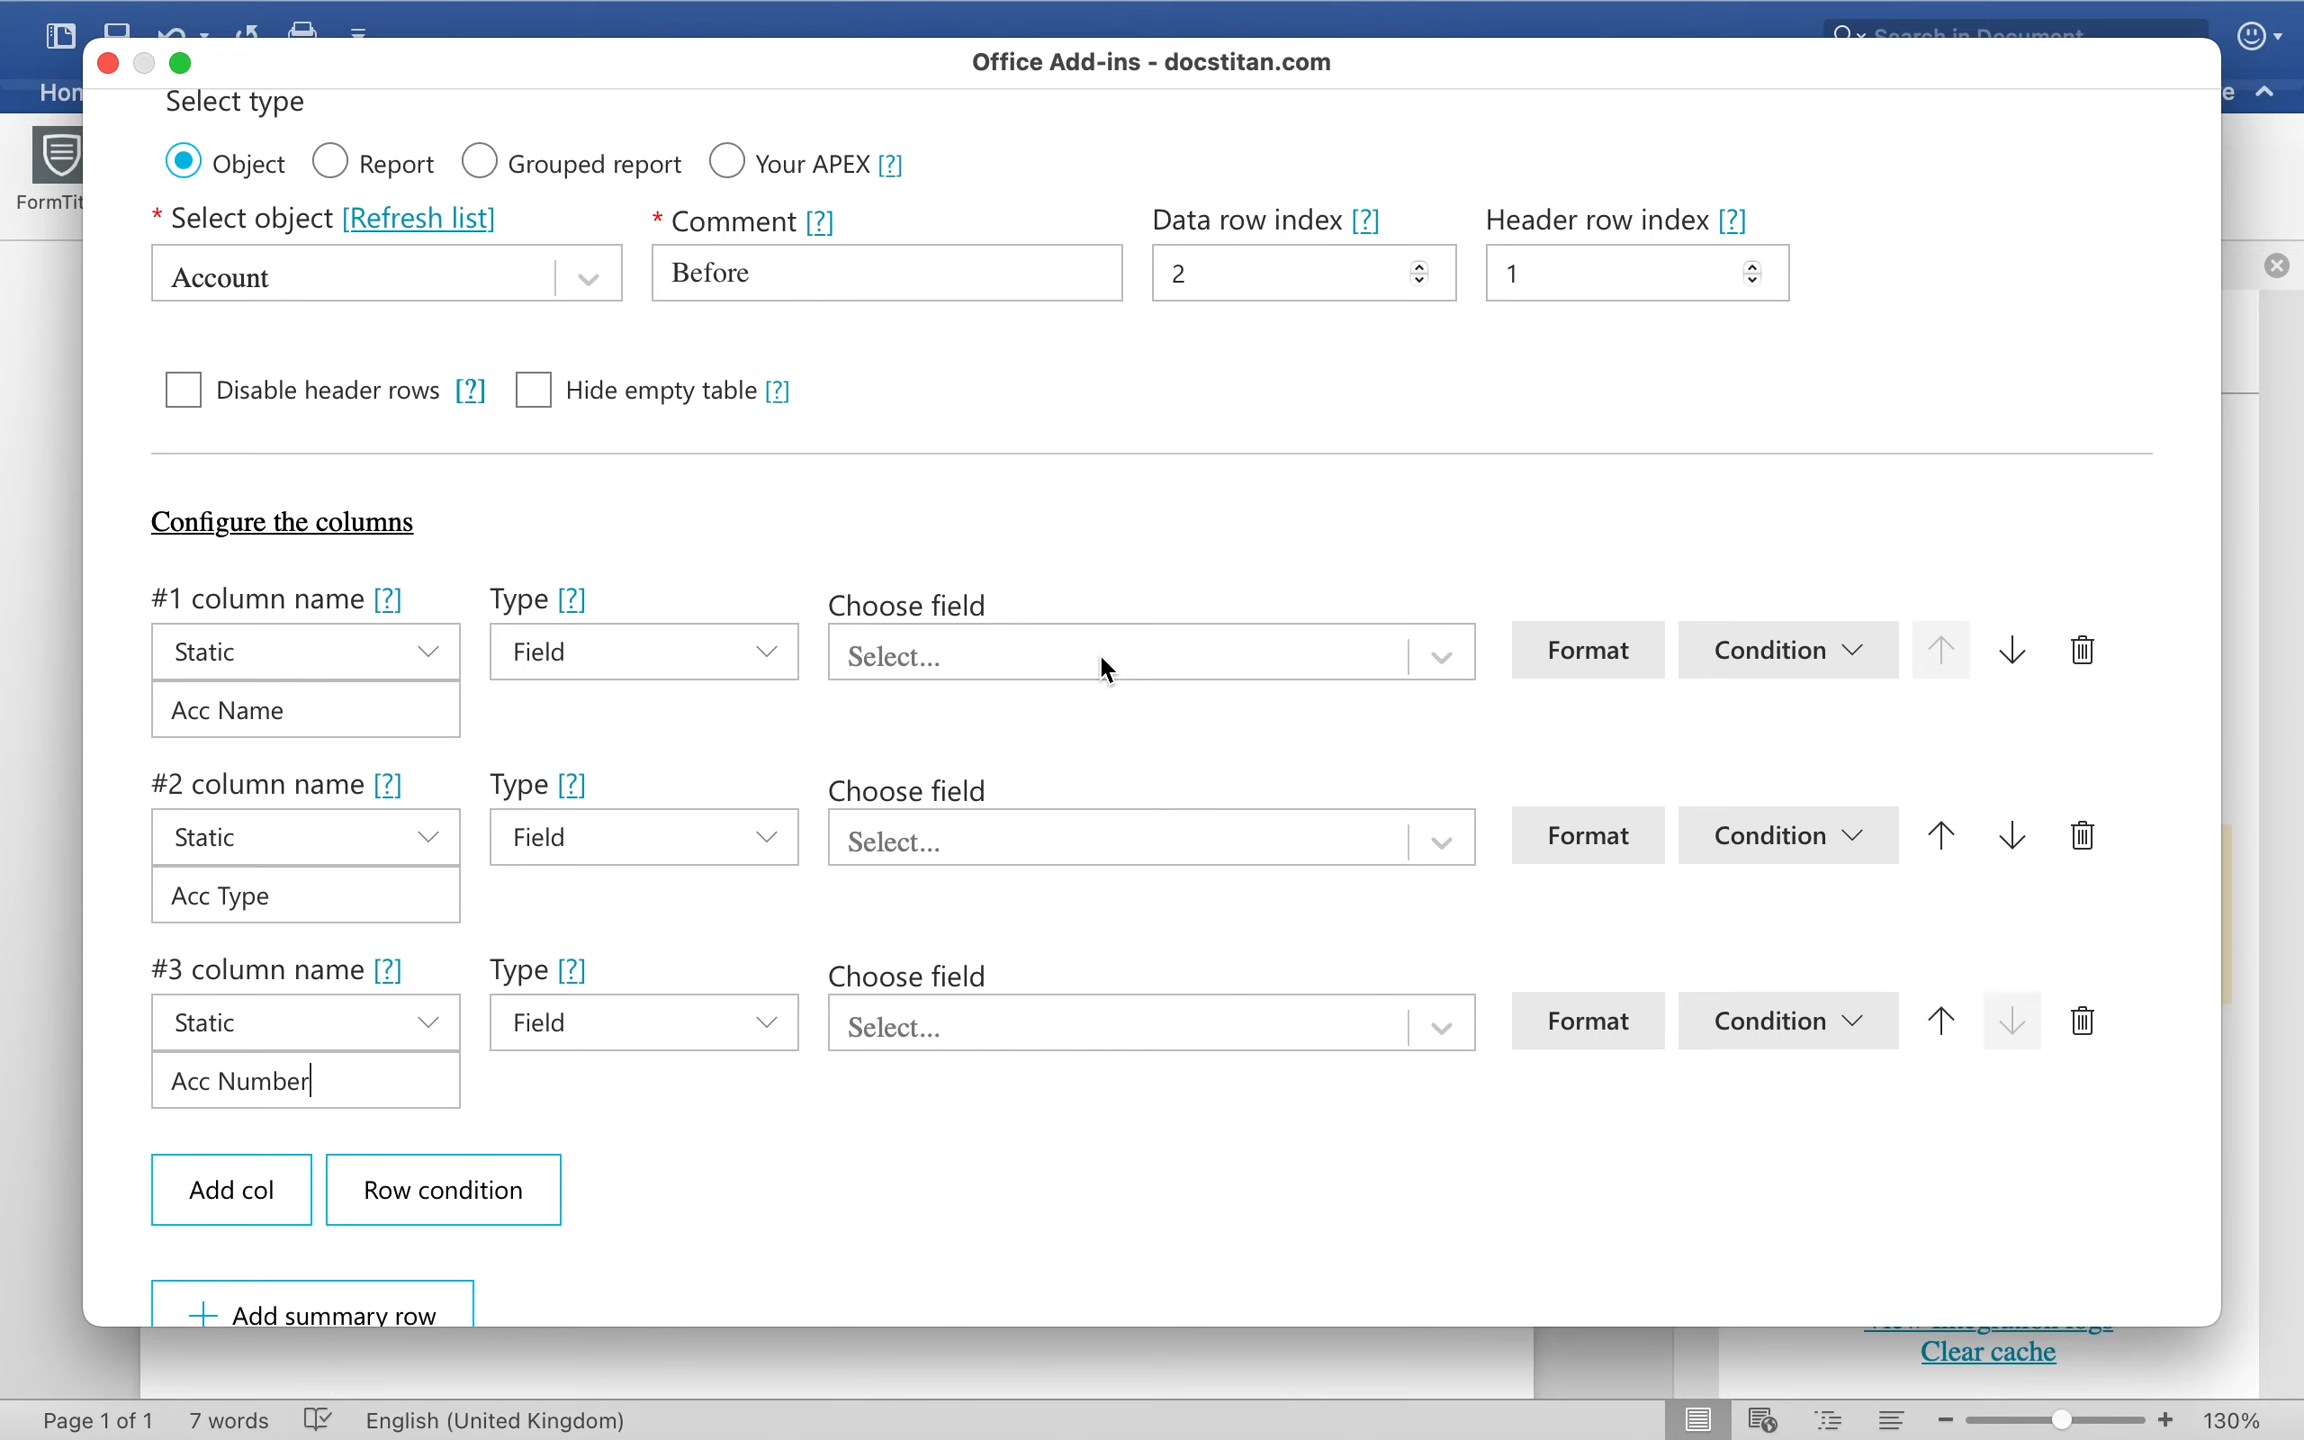 Office Add-ins - docstitan.com
Hon
FormTit
e
Select type
Object Report Grouped report Your APEX [?]
* Select object [Refresh list] * Comment [?] Data row index [?] Header row index [?]
Account Before 2 1
Disable header rows [?] Hide empty table [?]
Configure the columns
#1 column name [?] Type [?] Choose field
Static Field Select... Format Condition
Acc Name
#2 column name [?] Type [?] Choose field
Static Field Select... Format Condition
Acc Type
#3 column name [?] Type [?] Choose field
Static Field Select... Format Condition
Acc Number
Add col Row condition
Add summary row
Clear cache
Page 1 of 1 7 words English (United Kingdom) 130%